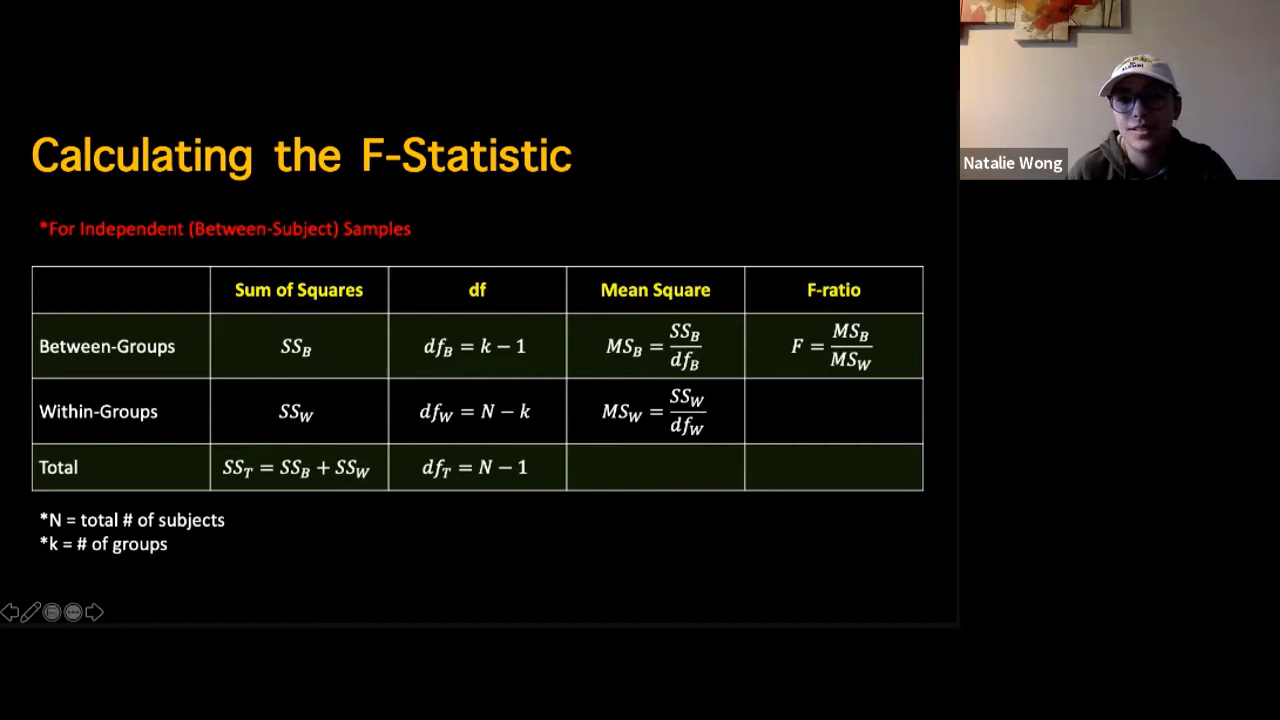 Calculating the F-Statistic
*For Independent (Between-Subject) Samples
Sum of Squares df Mean Square F-ratio
Between-Groups SS_B df_B = k − 1 MS_B = SS_B/df_B F = MS_B/MS_W
Within-Groups SS_W df_W = N − k MS_W = SS_W/df_W
Total SS_T = SS_B + SS_W df_T = N − 1
*N = total # of subjects
*k = # of groups
Natalie Wong